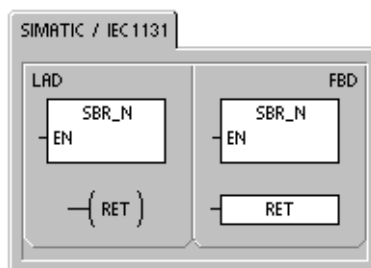 SIMATIC / IEC1131
LAD
FBD
SBR_N
EN
SBR_N
EN
RET
RET